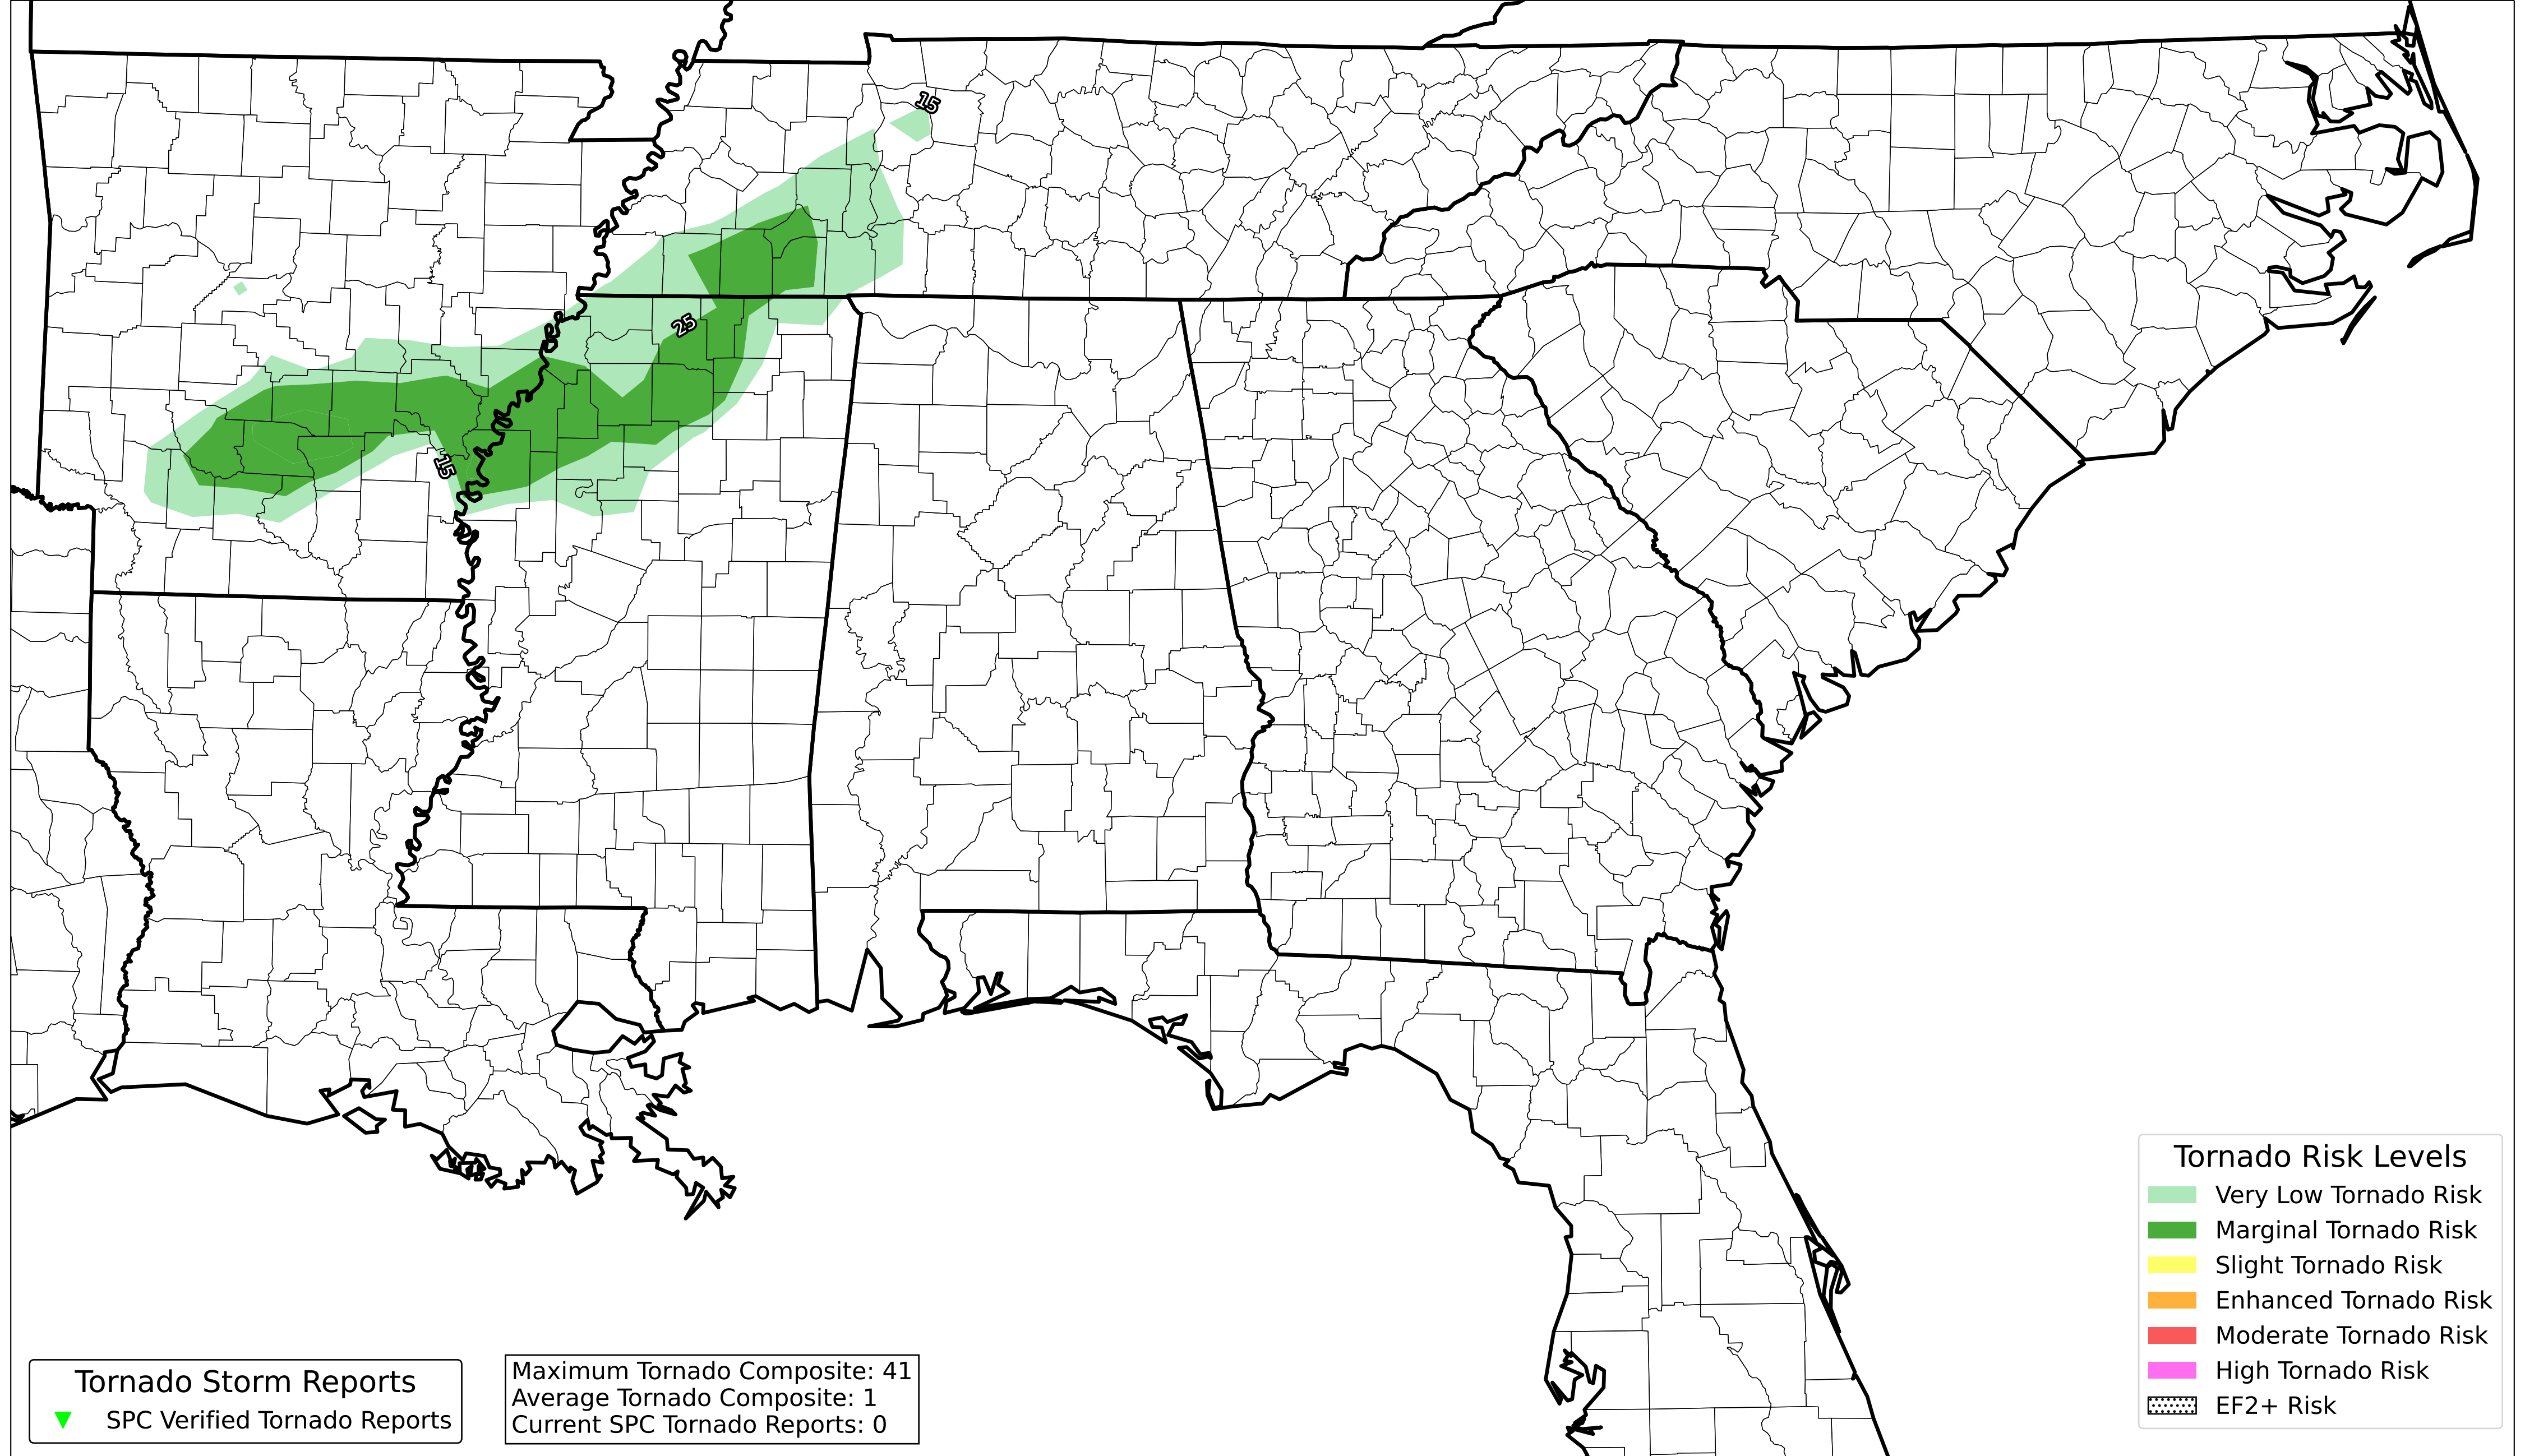 15
25
15
Tornado Risk Levels
Very Low Tornado Risk
Marginal Tornado Risk
Slight Tornado Risk
Enhanced Tornado Risk
Moderate Tornado Risk
High Tornado Risk
EF2+ Risk
Tornado Storm Reports
SPC Verified Tornado Reports
Maximum Tornado Composite: 41
Average Tornado Composite: 1
Current SPC Tornado Reports: 0